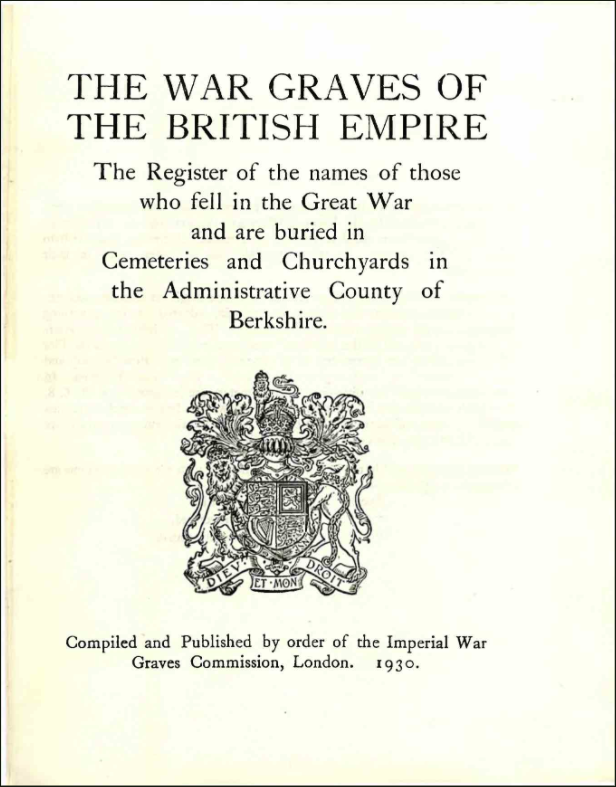 THE WAR GRAVES OF
THE BRITISH EMPIRE
The Register of the names of those
who fell in the Great War
and are buried in
Cemeteries and Churchyards in
the Administrative County of
Berkshire.
DIEV
ET·MON
DROIT
Compiled and Published by order of the Imperial War
Graves Commission, London. 1930.